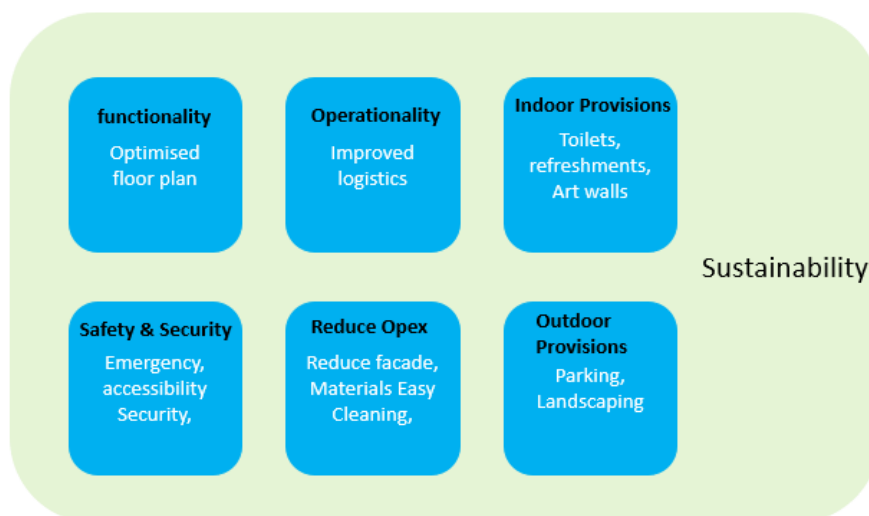 functionality
Optimised
floor plan
Operationality
Improved
logistics
Indoor Provisions
Toilets,
refreshments,
Art walls
Sustainability
Safety & Security
Emergency,
accessibility
Security,
Reduce Opex
Reduce facade,
Materials Easy
Cleaning,
Outdoor
Provisions
Parking,
Landscaping